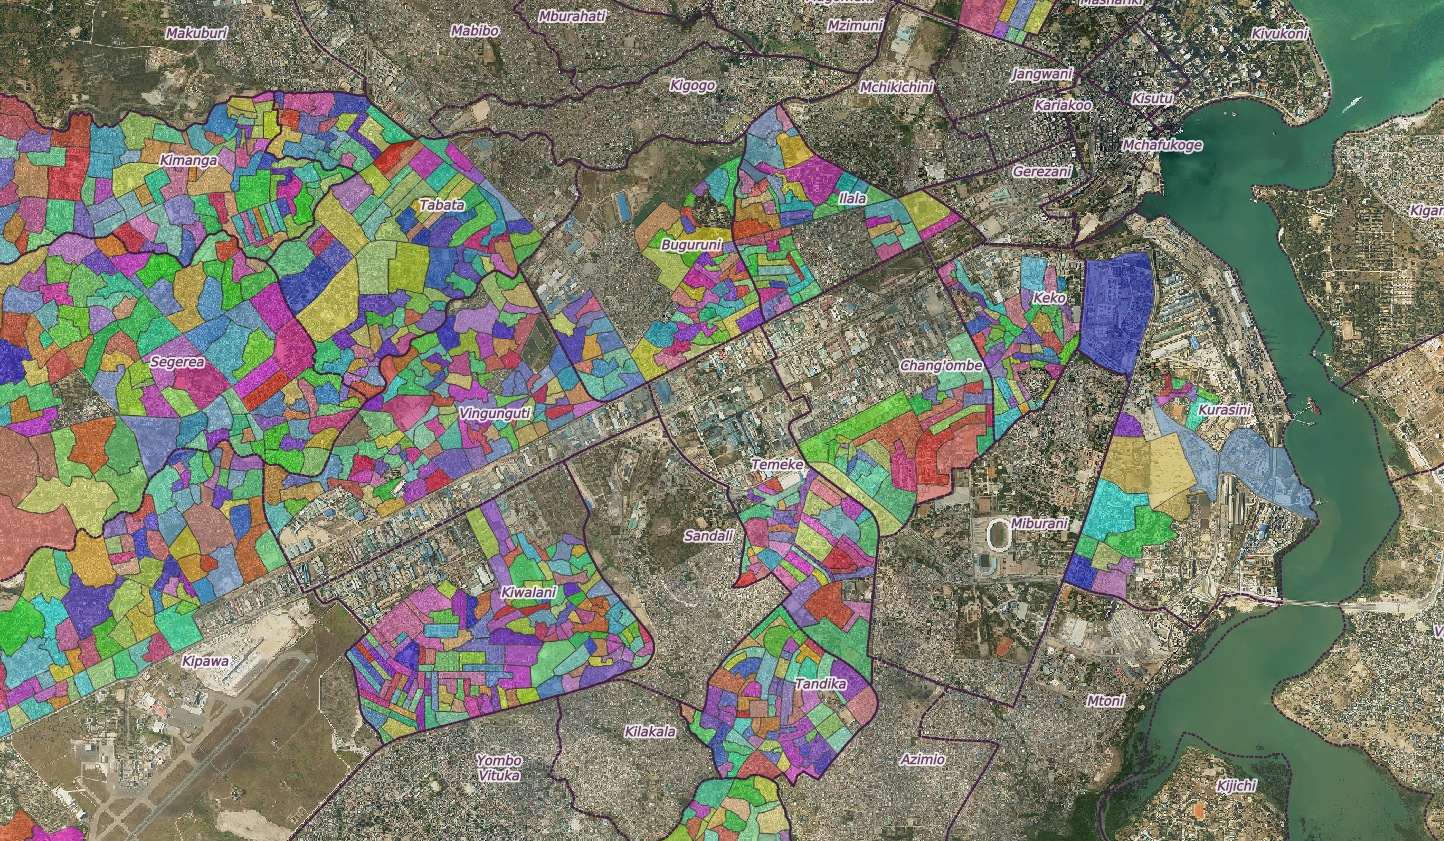 Mburahati
Mzimuni
Mashariki
Makuburi
Mabibo
Kivukoni
Kigogo
Mchikichini
Jangwani
Kariakoo
Kisutu
Mchafukoge
Kimanga
Gerezani
Tabata
Ilala
Buguruni
Keko
Segerea
Chang'ombe
Vingunguti
Kurasini
Temeke
Sandali
Miburani
Kiwalani
Kipawa
Tandika
Mtoni
Kilakala
Yombo
Vituka
Azimio
Kijichi